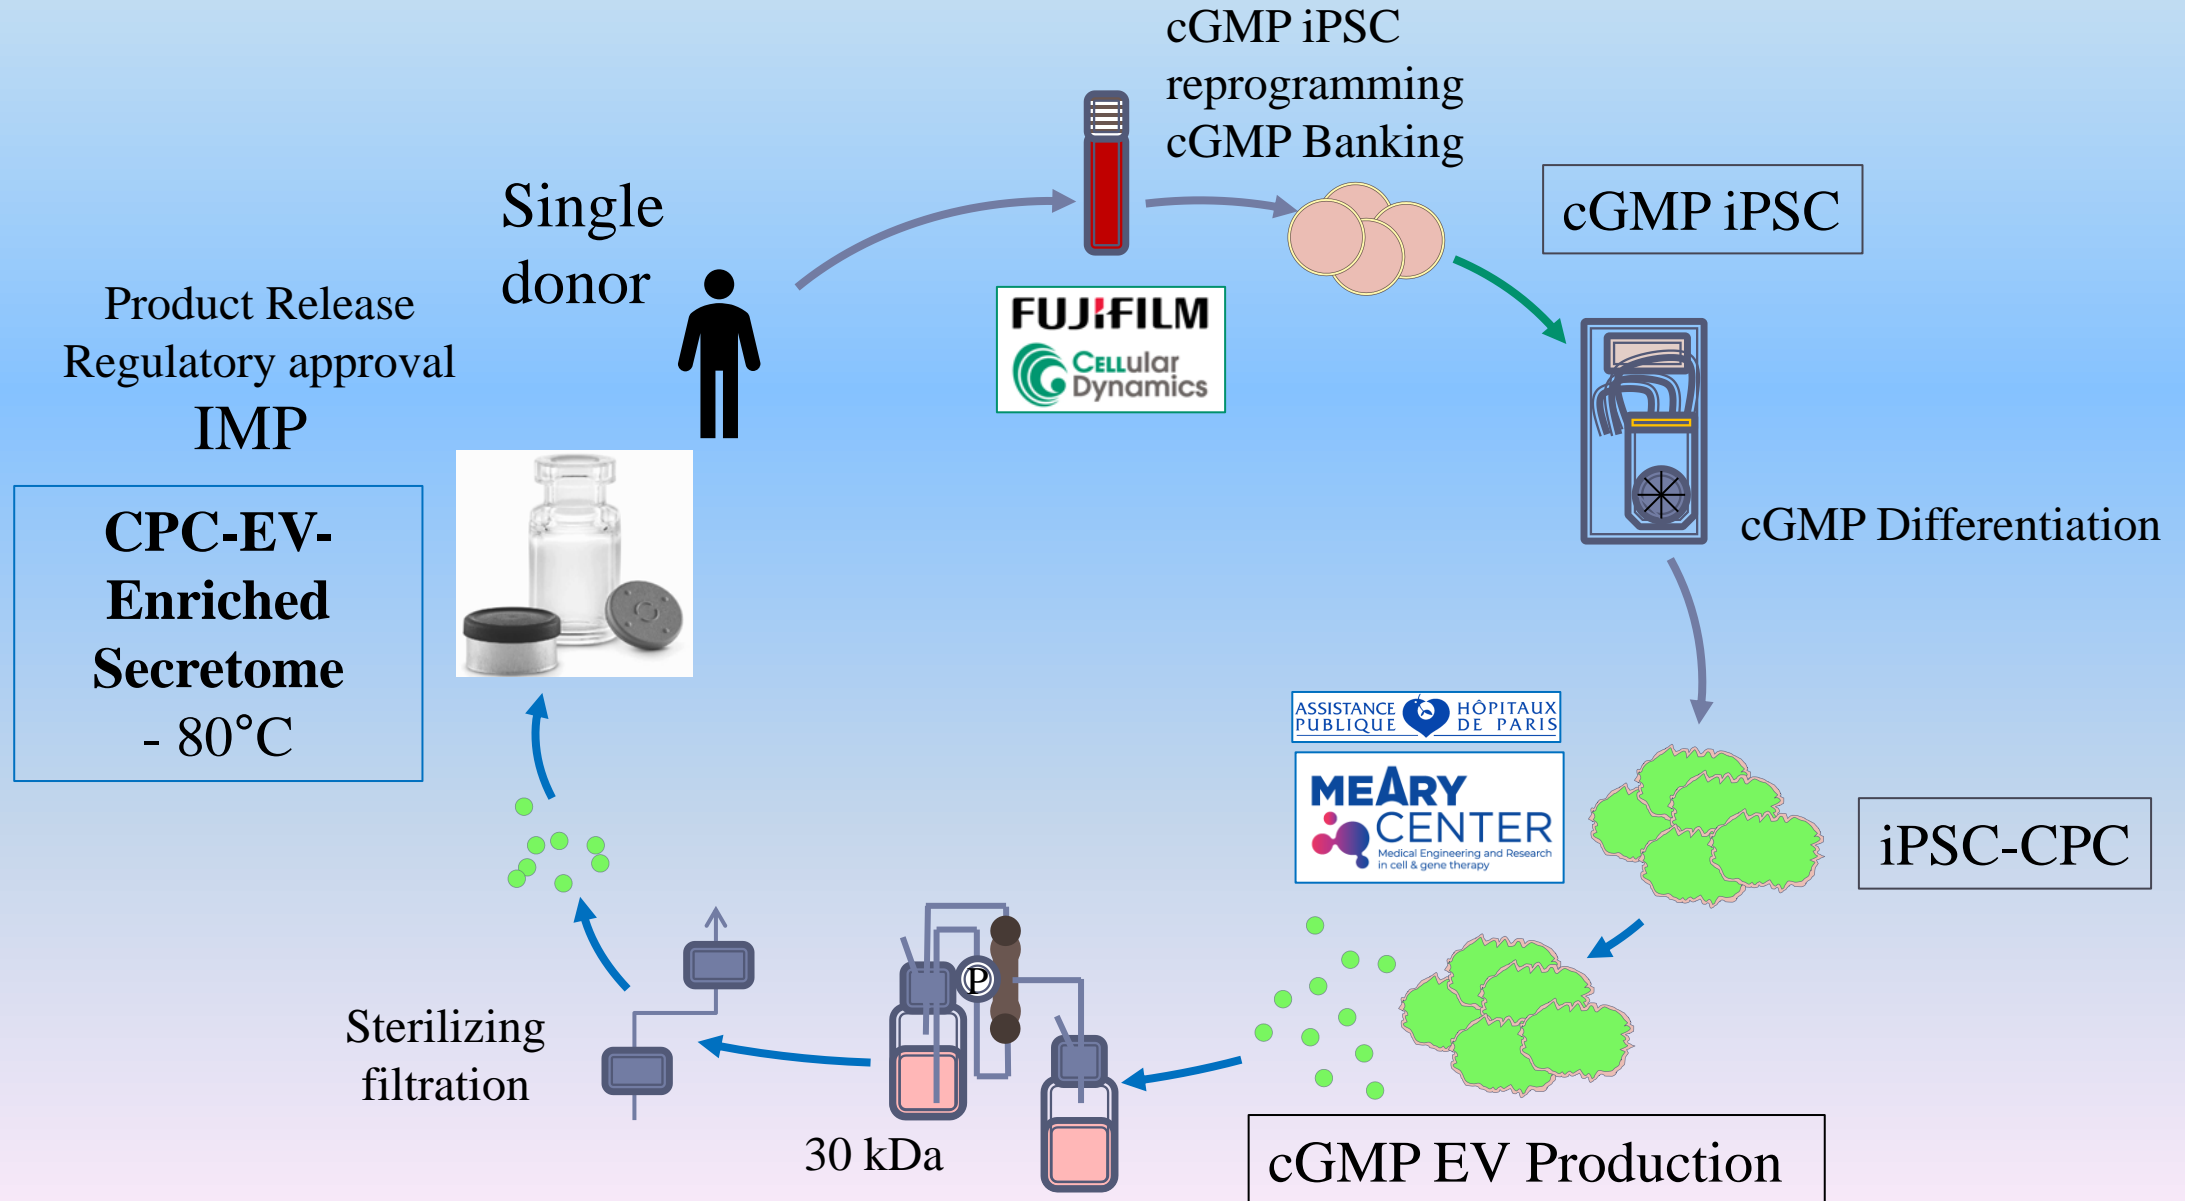 cGMP iPSC
reprogramming
cGMP Banking
Single
donor
cGMP iPSC
Product Release
Regulatory approval
IMP
FUJIFILM
CELLular
Dynamics
CPC-EV-
Enriched
Secretome
- 80°C
cGMP Differentiation
ASSISTANCE PUBLIQUE
HÔPITAUX DE PARIS
MEARY
CENTER
Medical Engineering and Research
in cell & gene therapy
iPSC-CPC
P
Sterilizing
filtration
30 kDa
cGMP EV Production